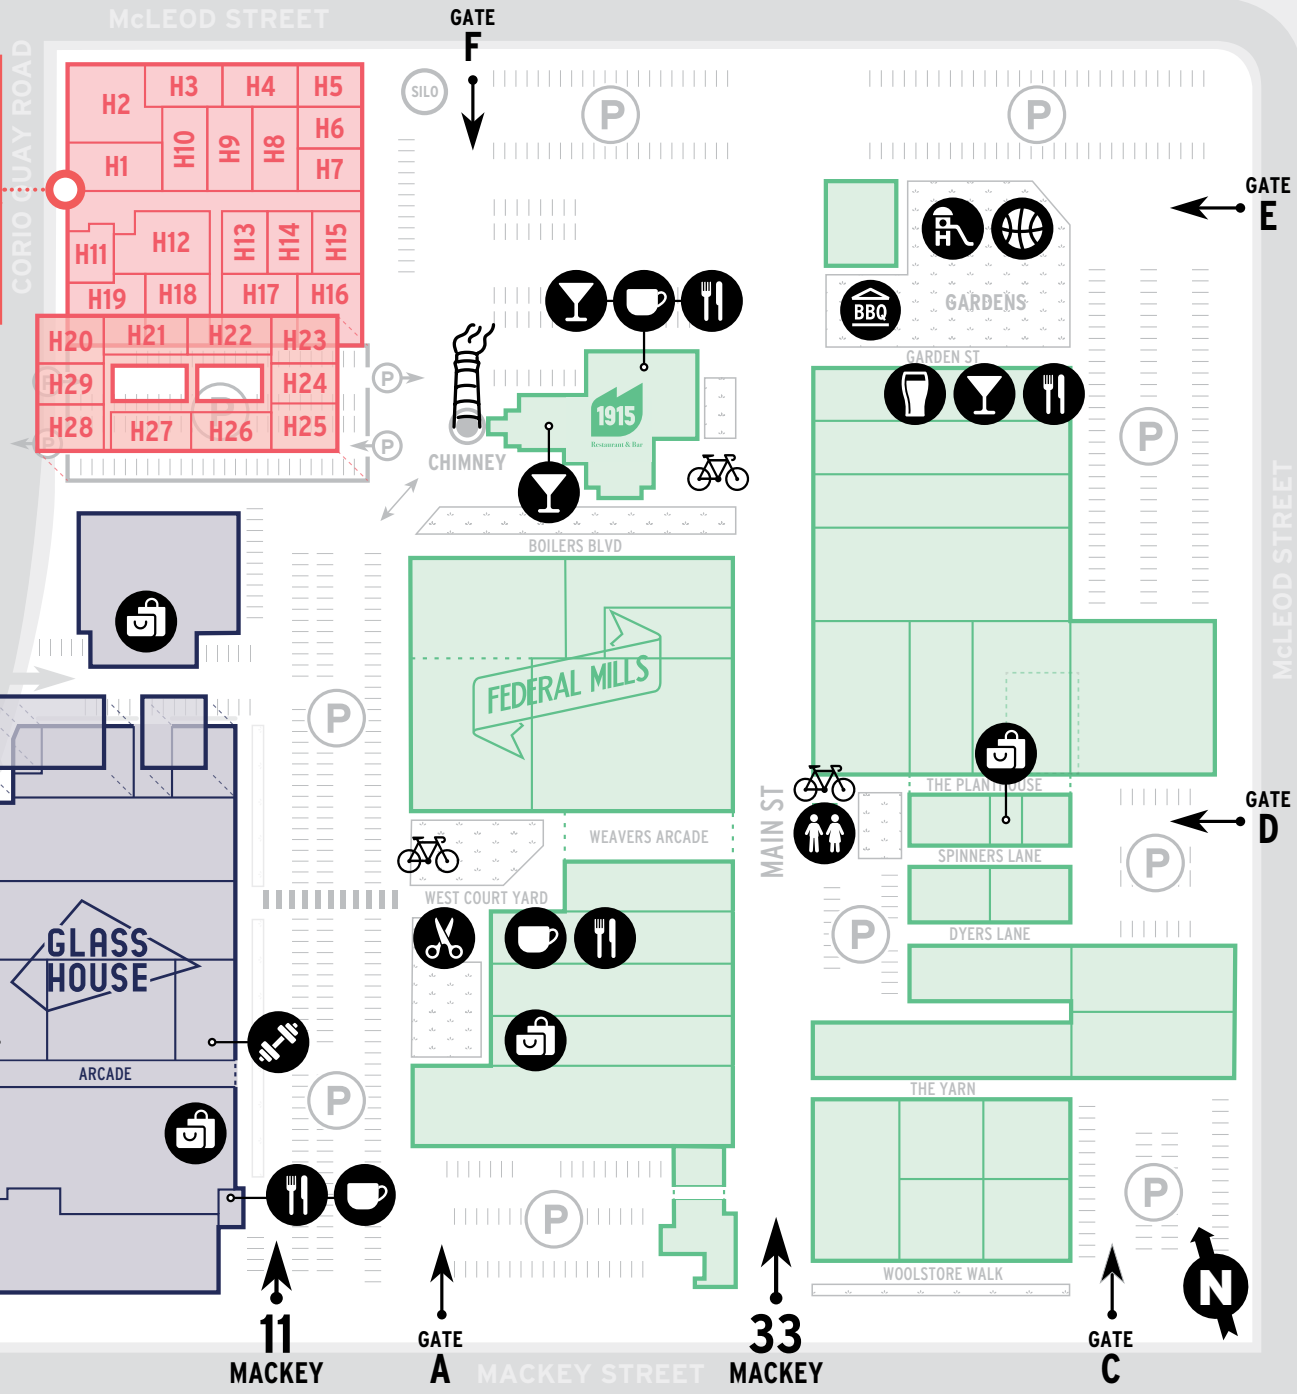 McLEOD STREET
GATE
F
CORIO QUAY ROAD
H3
H4
H5
H2
H6
H10
H9
H8
H1
H7
SILO
P
P
GATE
E
H11
H12
H13
H14
H15
H19
H18
H17
H16
H20
H21
H22
H23
H29
H24
H28
H27
H26
H25
P
P
P
P
P
BBQ
GARDENS
GARDEN ST
1915
Restaurant & Bar
CHIMNEY
P
BOILERS BLVD
McLEOD STREET
FEDERAL MILLS
P
THE PLANTHOUSE
MAIN ST
GATE
D
WEAVERS ARCADE
SPINNERS LANE
P
WEST COURT YARD
DYERS LANE
P
GLASS
HOUSE
ARCADE
P
THE YARN
P
P
WOOLSTORE WALK
N
11
MACKEY
GATE
A
MACKEY STREET
33
MACKEY
GATE
C